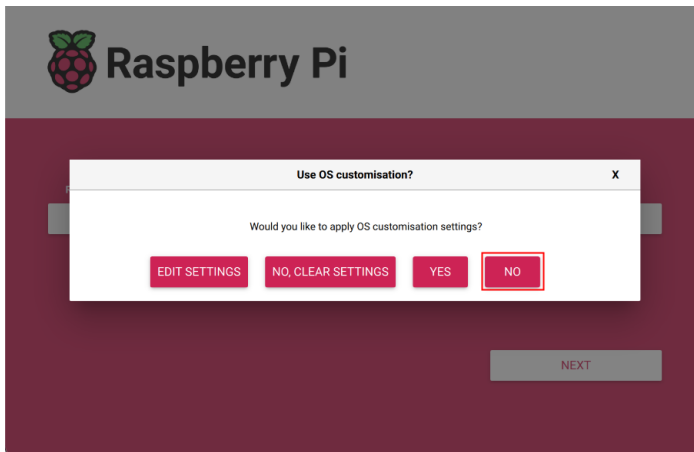 Raspberry Pi
Use OS customisation?
X
Would you like to apply OS customisation settings?
EDIT SETTINGS
NO, CLEAR SETTINGS
YES
NO
NEXT